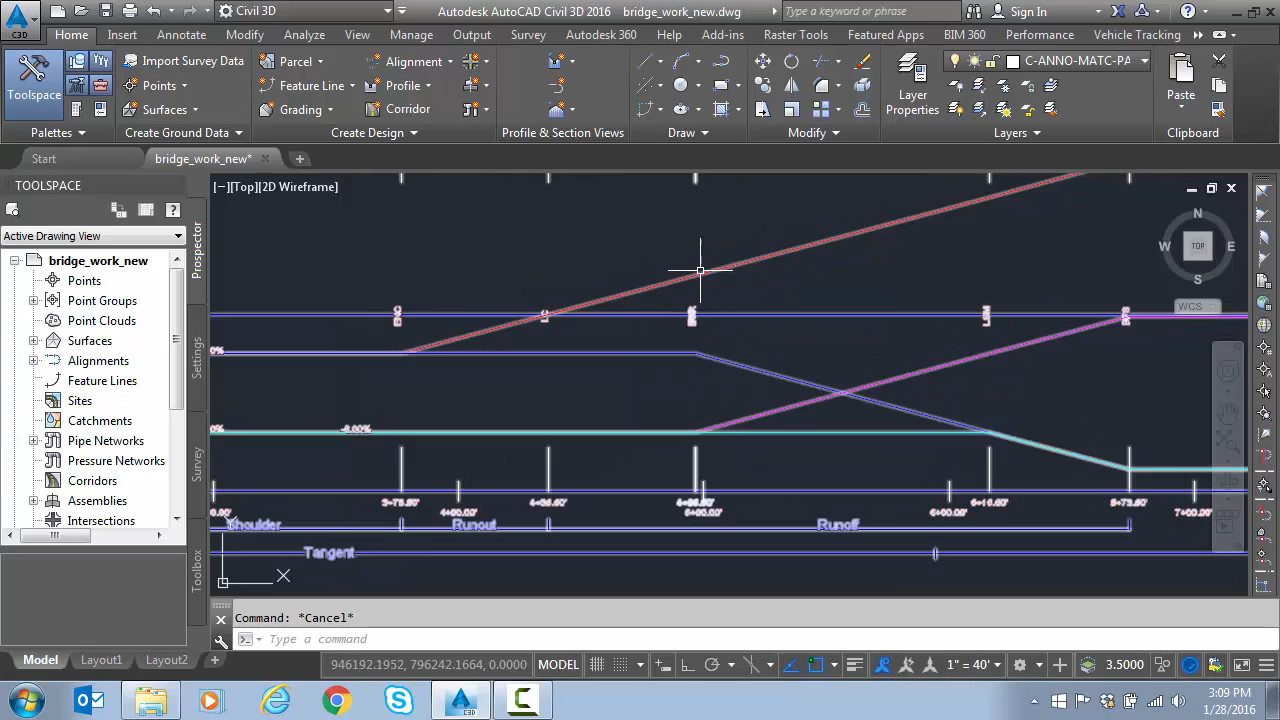 Civil 3D
Autodesk AutoCAD Civil 3D 2016 bridge_work_new.dwg
Type a keyword or phrase
Sign In
C3D
Home Insert Annotate Modify Analyze View Manage Output Survey Autodesk 360 Help Add-ins Raster Tools Featured Apps BIM 360 Performance Vehicle Tracking
Toolspace
Import Survey Data
Points
Surfaces
Parcel
Feature Line
Grading
Alignment
Profile
Corridor
Layer
Properties
C-ANNO-MATC-PA
Paste
Palettes
Create Ground Data
Create Design
Profile & Section Views
Draw
Modify
Layers
Clipboard
Start
bridge_work_new*
TOOLSPACE
Active Drawing View
bridge_work_new
Points
Point Groups
Point Clouds
Surfaces
Alignments
Feature Lines
Sites
Catchments
Pipe Networks
Pressure Networks
Corridors
Assemblies
Intersections
Prospector
Settings
Survey
Toolbox
[−][Top][2D Wireframe]
N
W TOP E
S
WCS
-6.00%
Shoulder
Runout
Runoff
Tangent
X
Command: *Cancel*
Type a command
Model Layout1 Layout2
946192.1952, 796242.1664, 0.0000
MODEL
1" = 40'
3.5000
3:09 PM
1/28/2016